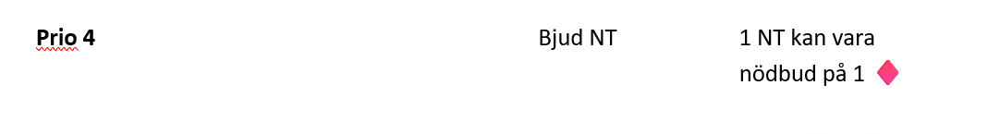 Prio 4 Bjud NT 1 NT kan vara
nödbud på 1 ♦